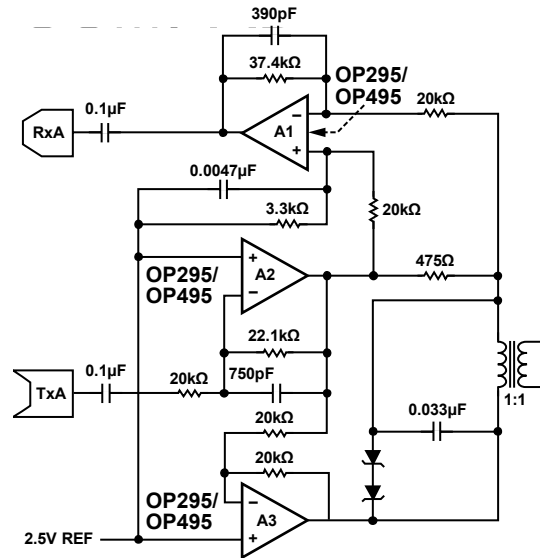 390pF
37.4kΩ
OP295/
OP495
0.1µF
RxA
A1
−
+
20kΩ
0.0047µF
3.3kΩ
20kΩ
OP295/
OP495
+
−
A2
475Ω
22.1kΩ
750pF
TxA
0.1µF
20kΩ
0.033µF
1:1
20kΩ
20kΩ
OP295/
OP495
−
+
A3
2.5V REF